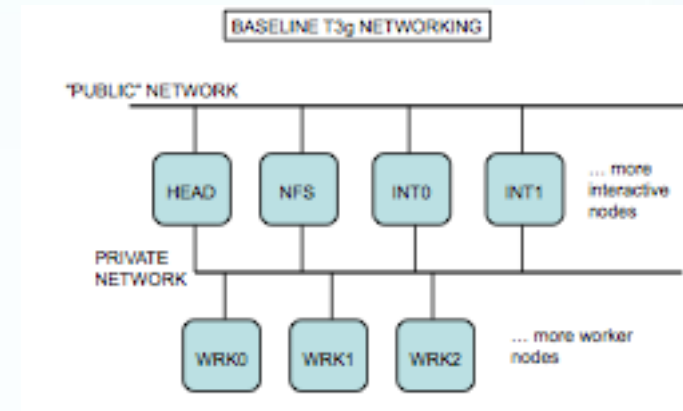 BASELINE T3g NETWORKING
"PUBLIC" NETWORK
HEAD
NFS
INT0
INT1
... more
interactive
nodes
PRIVATE
NETWORK
WRK0
WRK1
WRK2
... more worker
nodes